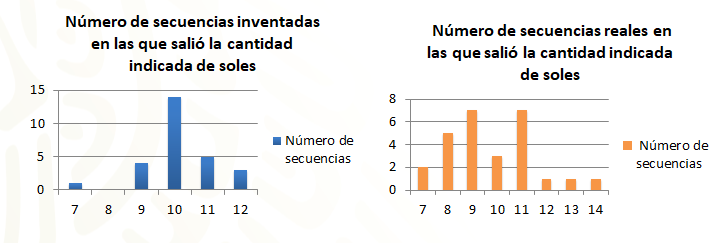 Número de secuencias inventadas
en las que salió la cantidad
indicada de soles
15
10
5
0
7 8 9 10 11 12
Número de
secuencias
Número de secuencias reales en
las que salió la cantidad indicada
de soles
8
6
4
2
0
7 8 9 10 11 12 13 14
Número de
secuencias